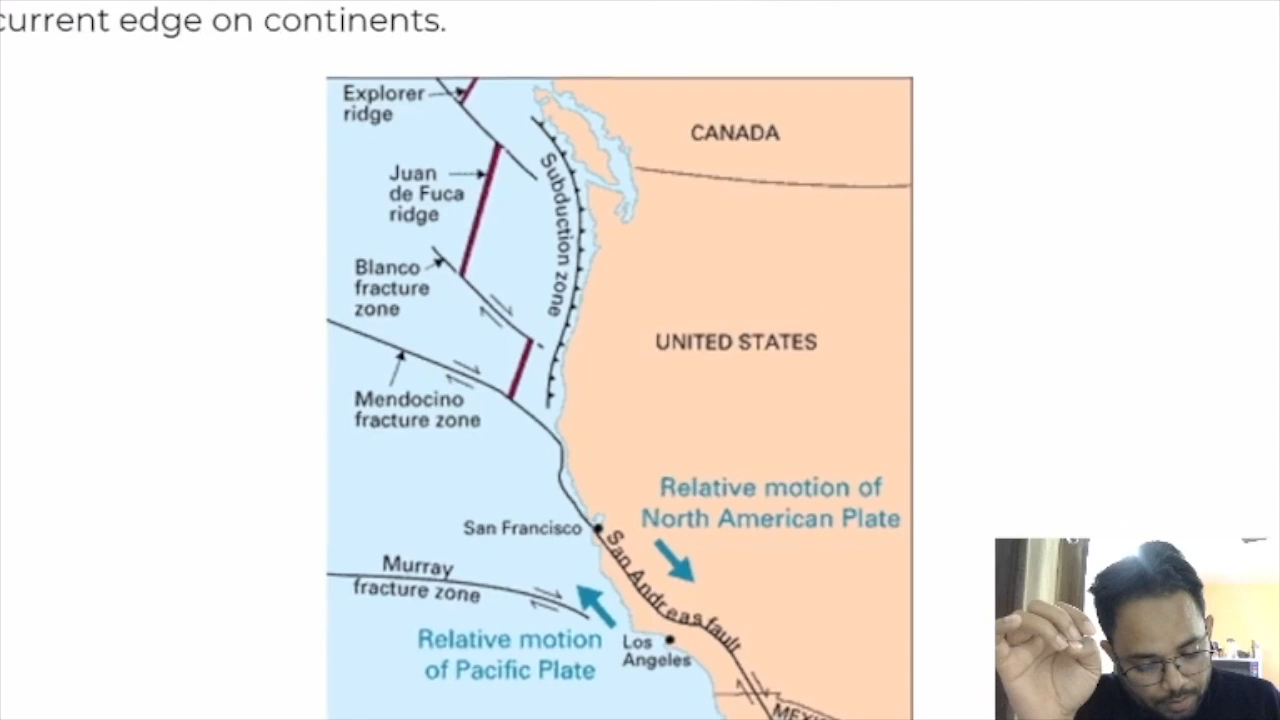 current edge on continents.
Explorer
ridge
CANADA
Juan
de Fuca
ridge
Subduction zone
Blanco
fracture
zone
UNITED STATES
Mendocino
fracture zone
Relative motion of
North American Plate
San Francisco
San Andreas fault
Murray
fracture zone
Relative motion
of Pacific Plate
Los
Angeles